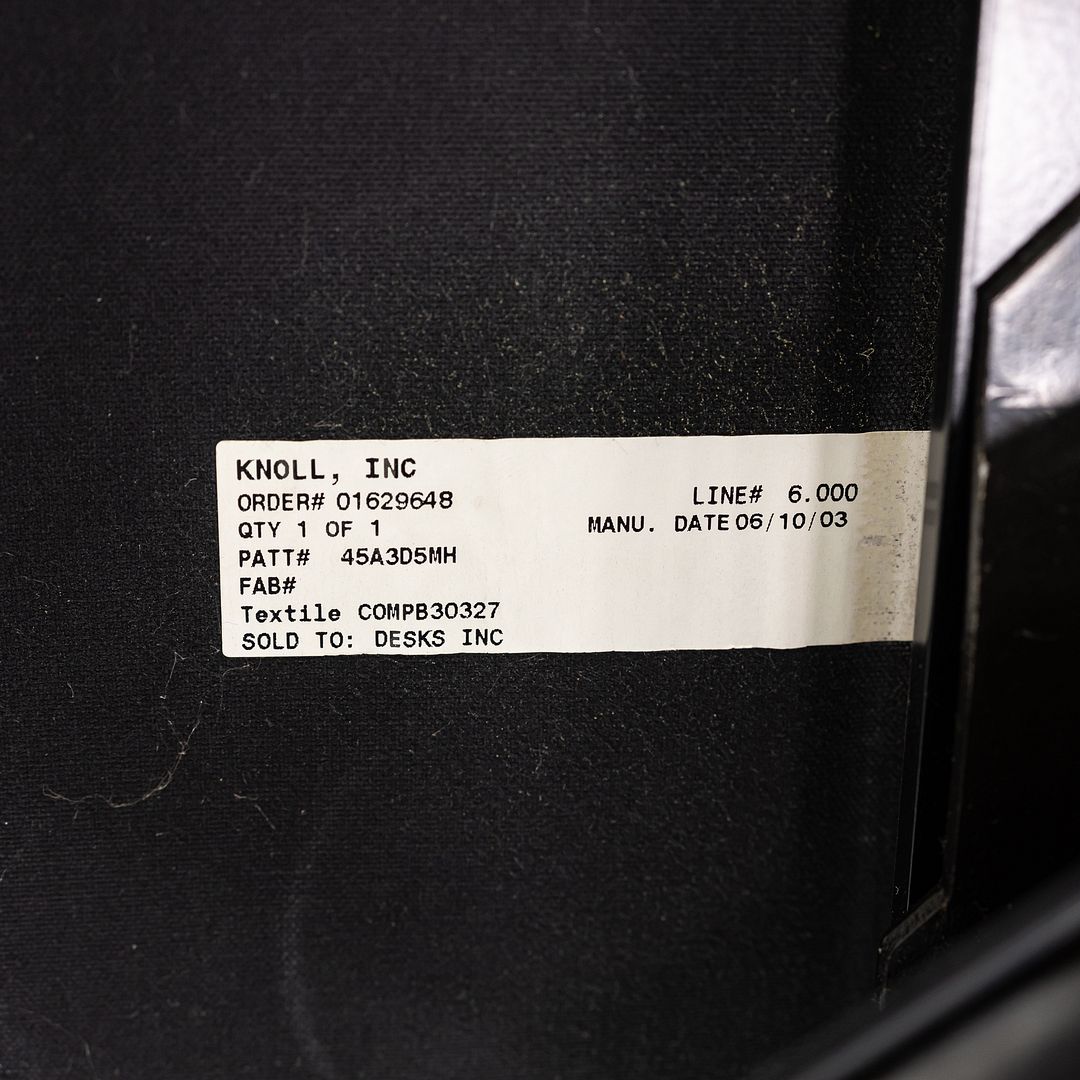 KNOLL, INC
ORDER# 01629648 LINE# 6.000
QTY 1 OF 1 MANU. DATE 06/10/03
PATT# 45A3D5MH
FAB#
Textile COMPB30327
SOLD TO: DESKS INC